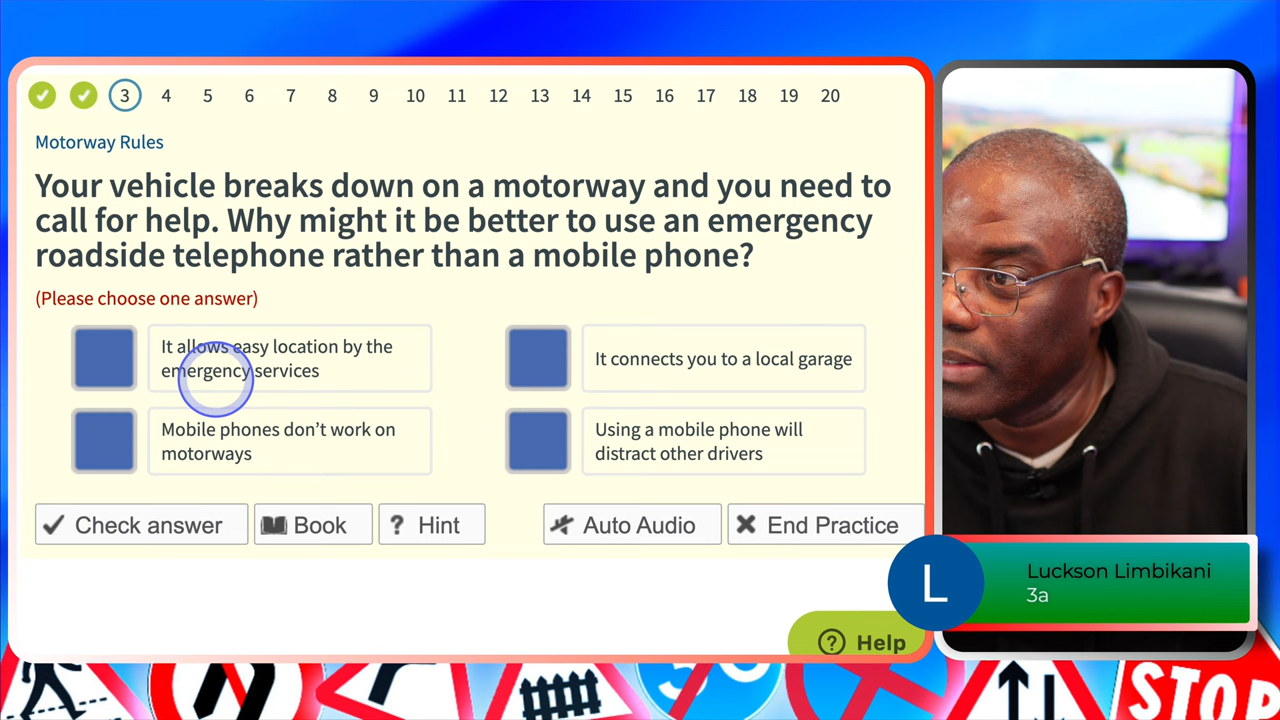 3 4 5 6 7 8 9 10 11 12 13 14 15 16 17 18 19 20
Motorway Rules
Your vehicle breaks down on a motorway and you need to
call for help. Why might it be better to use an emergency
roadside telephone rather than a mobile phone?
(Please choose one answer)
It allows easy location by the
emergency services
It connects you to a local garage
Mobile phones don’t work on
motorways
Using a mobile phone will
distract other drivers
Check answer
Book
? Hint
Auto Audio
End Practice
? Help
L
Luckson Limbikani
3a
STOP